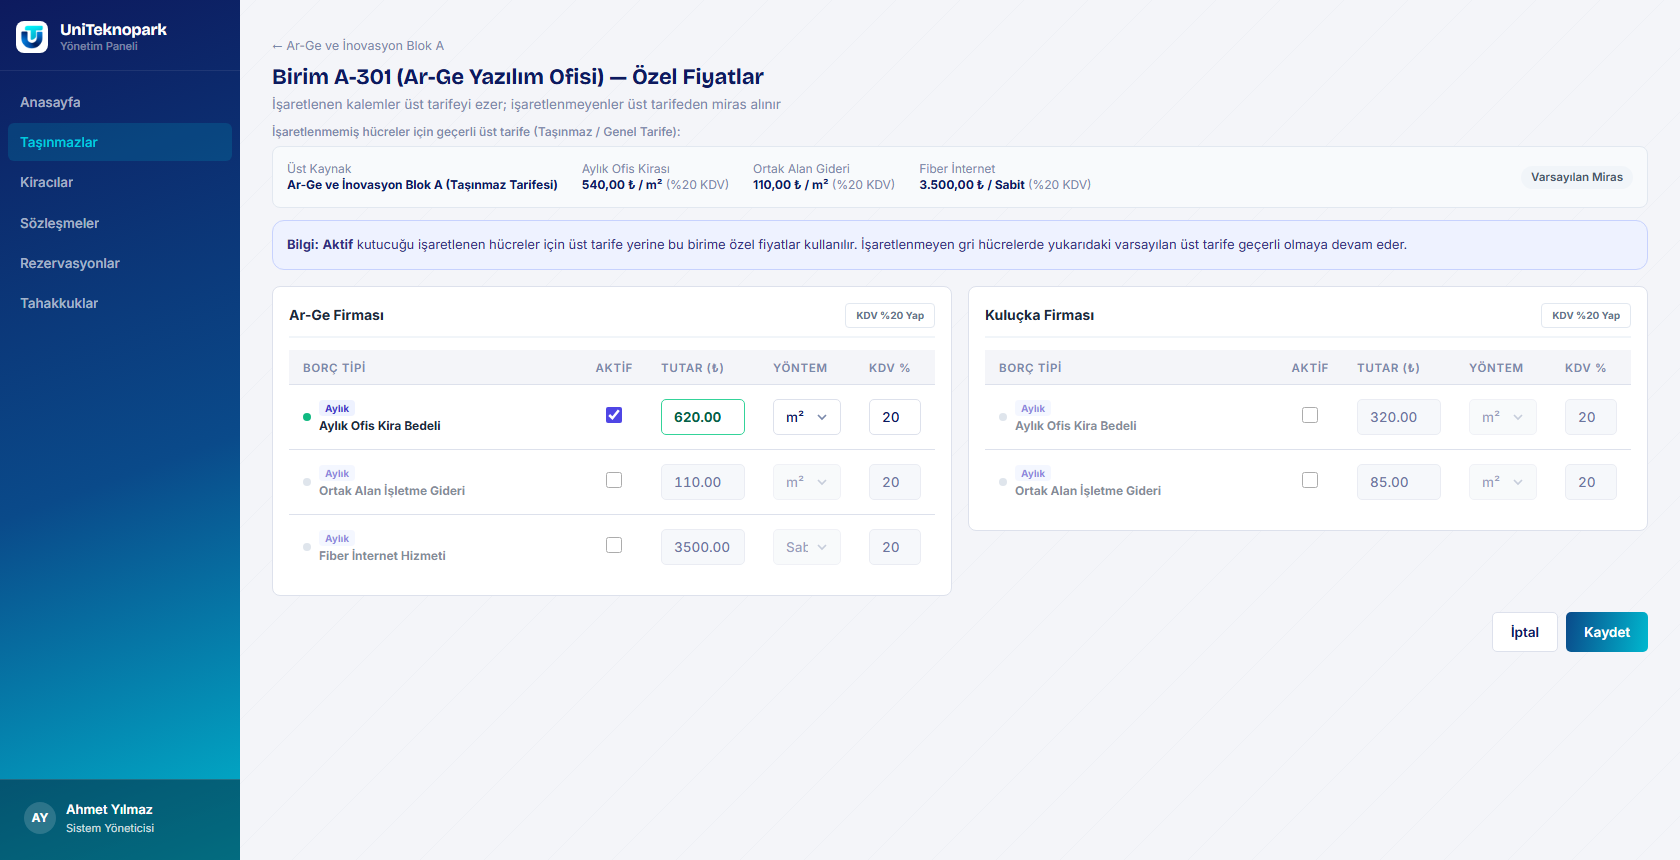 UniTeknopark
Yönetim Paneli
Anasayfa
Taşınmazlar
Kiracılar
Sözleşmeler
Rezervasyonlar
Tahakkuklar
AY
Ahmet Yılmaz
Sistem Yöneticisi
← Ar-Ge ve İnovasyon Blok A
Birim A-301 (Ar-Ge Yazılım Ofisi) — Özel Fiyatlar
İşaretlenen kalemler üst tarifeyi ezer; işaretlenmeyenler üst tarifeden miras alınır
İşaretlenmemiş hücreler için geçerli üst tarife (Taşınmaz / Genel Tarife):
Üst Kaynak Aylık Ofis Kirası Ortak Alan Gideri Fiber İnternet
Ar-Ge ve İnovasyon Blok A (Taşınmaz Tarifesi) 540,00 ₺ / m² (%20 KDV) 110,00 ₺ / m² (%20 KDV) 3.500,00 ₺ / Sabit (%20 KDV)
Varsayılan Miras
Bilgi: Aktif kutucuğu işaretlenen hücreler için üst tarife yerine bu birime özel fiyatlar kullanılır. İşaretlenmeyen gri hücrelerde yukarıdaki varsayılan üst tarife geçerli olmaya devam eder.
Ar-Ge Firması KDV %20 Yap
BORÇ TİPİ AKTİF TUTAR (₺) YÖNTEM KDV %
Aylık
Aylık Ofis Kira Bedeli 620.00 m² 20
Aylık
Ortak Alan İşletme Gideri 110.00 m² 20
Aylık
Fiber İnternet Hizmeti 3500.00 Sat 20
Kuluçka Firması KDV %20 Yap
BORÇ TİPİ AKTİF TUTAR (₺) YÖNTEM KDV %
Aylık
Aylık Ofis Kira Bedeli 320.00 m² 20
Aylık
Ortak Alan İşletme Gideri 85.00 m² 20
İptal Kaydet